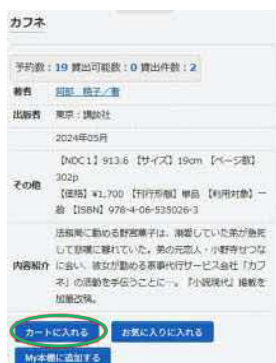 カフネ
予約数：19 貸出可能数：0 貸出件数：2
著者 阿部 暁子／著
出版者 東京：講談社
2024年05月
【NDC1】913.6 【サイズ】19cm 【ページ数】
302p
その他
【価格】¥1,700 【刊行形態】単品 【利用対象】一
般 【ISBN】978-4-06-535026-3
法務局に勤める野宮薫子は、溺愛していた弟が急死
して悲嘆に暮れていた。弟の元恋人・小野寺せつな
内容紹介 に会い、彼女が勤める家事代行サービス会社「カフ
ネ」の活動を手伝うことに…。『小説現代』掲載を
加筆改稿。
カートに入れる お気に入りに入れる
My本棚に追加する